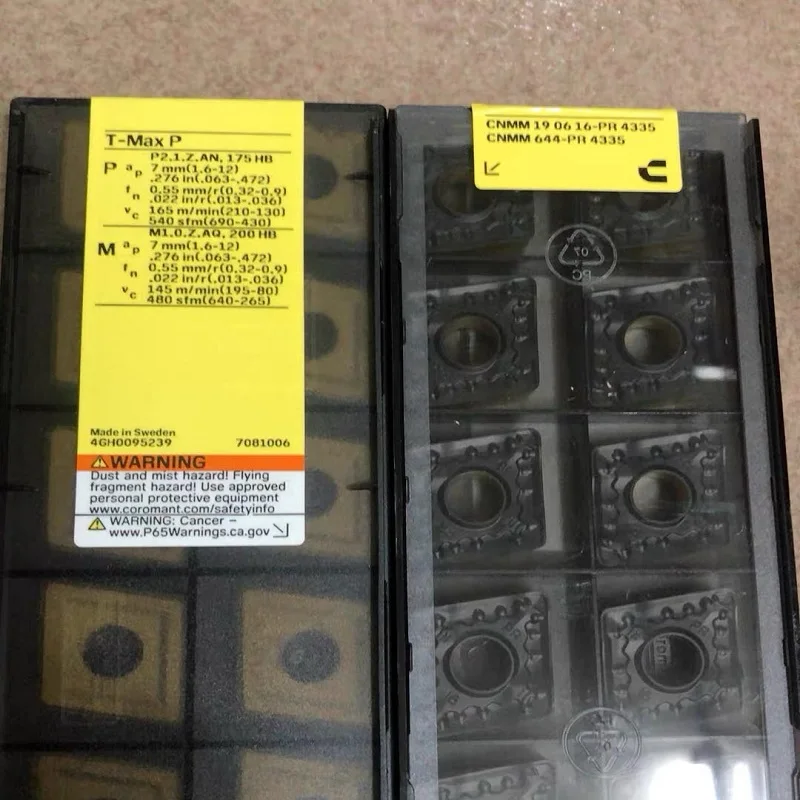 T-Max P
P2.1.Z.AN, 175 HB
P ap 7 mm(1.6-12)
.276 in(.063-.472)
fn 0.55 mm/r(0.32-0.9)
.022 in/r(.013-.036)
vc 165 m/min(210-130)
540 sfm(690-430)
M1.0.Z.AQ, 200 HB
M ap 7 mm(1.6-12)
.276 in(.063-.472)
fn 0.55 mm/r(0.32-0.9)
.022 in/r(.013-.036)
vc 145 m/min(195-80)
480 sfm(640-265)
Made in Sweden
4GH0095239 7081006
WARNING
Dust and mist hazard! Flying
fragment hazard! Use approved
personal protective equipment
www.coromant.com/safetyinfo
WARNING: Cancer –
www.P65Warnings.ca.gov
CNMM 19 06 16-PR 4335
CNMM 644-PR 4335
07
PC